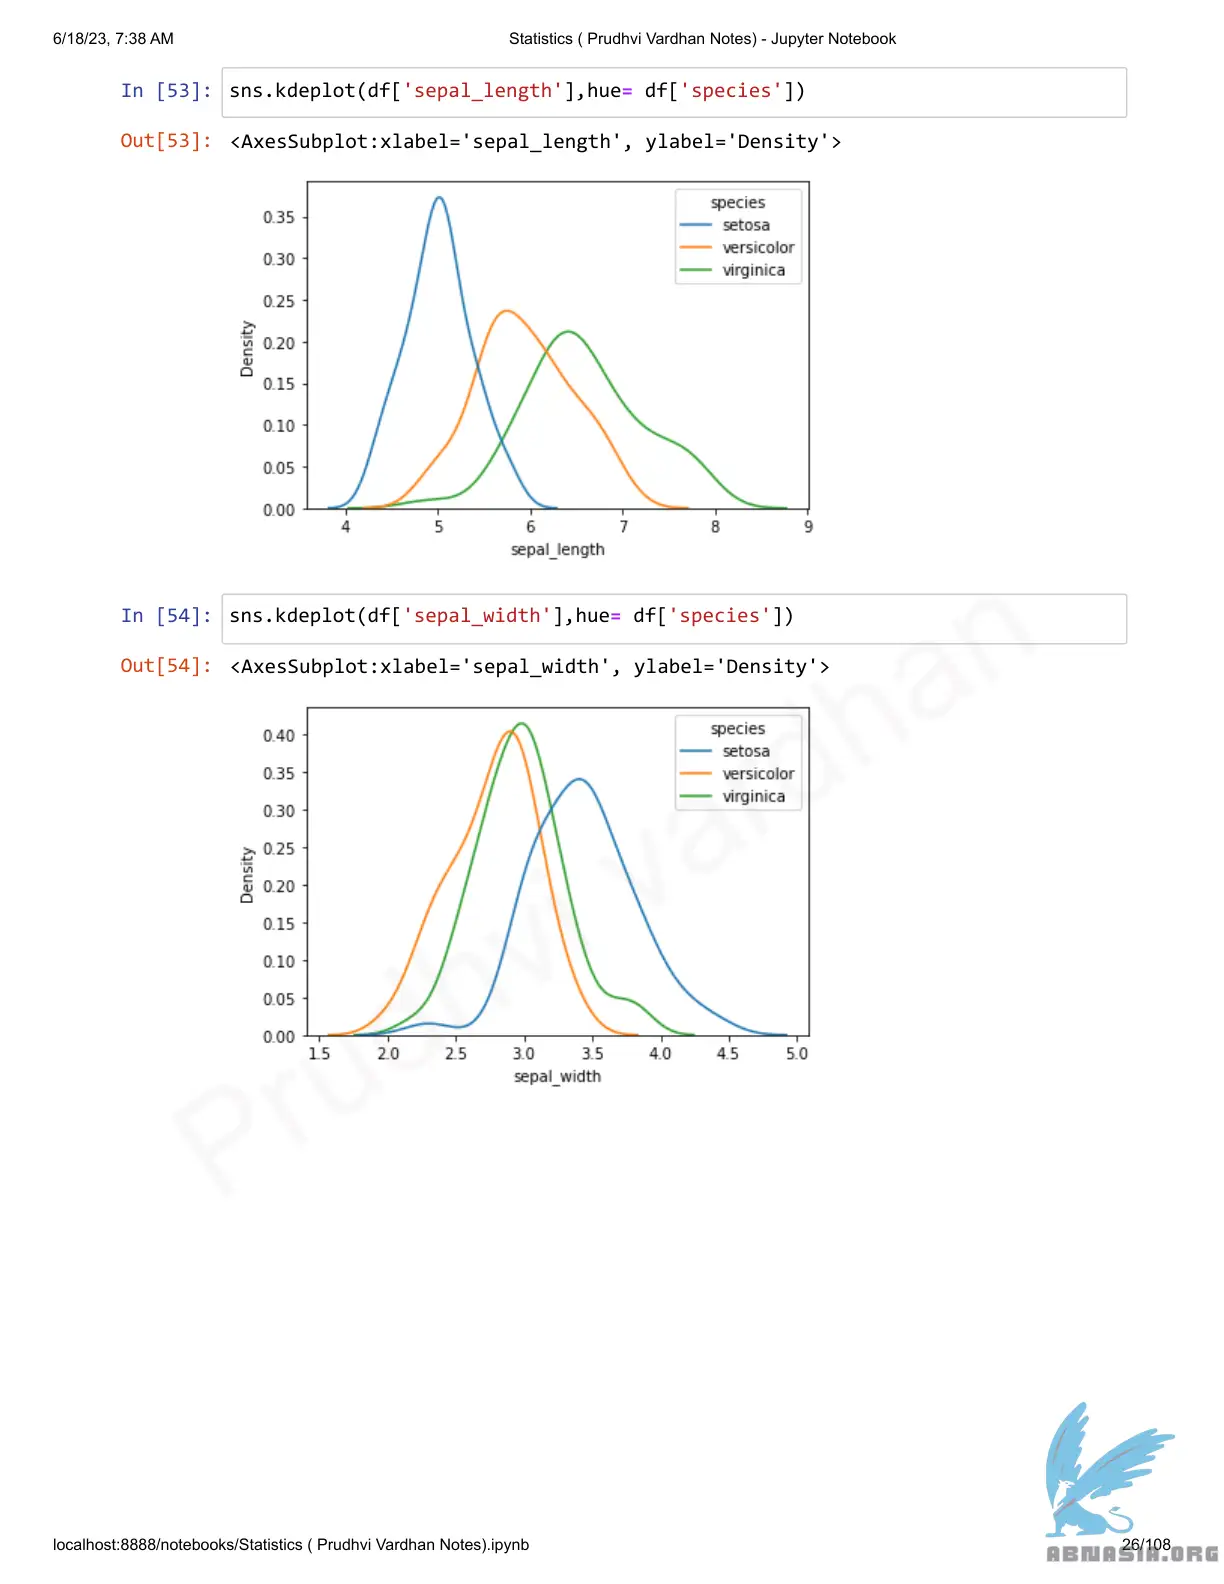 6/18/23, 7:38 AM
Statistics ( Prudhvi Vardhan Notes) - Jupyter Notebook
In [53]: sns.kdeplot(df['sepal_length'],hue= df['species'])
Out[53]: <AxesSubplot:xlabel='sepal_length', ylabel='Density'>
species
setosa
versicolor
virginica
Density
0.35
0.30
0.25
0.20
0.15
0.10
0.05
0.00
4 5 6 7 8 9
sepal_length
In [54]: sns.kdeplot(df['sepal_width'],hue= df['species'])
Out[54]: <AxesSubplot:xlabel='sepal_width', ylabel='Density'>
species
setosa
versicolor
virginica
Density
0.40
0.35
0.30
0.25
0.20
0.15
0.10
0.05
0.00
1.5 2.0 2.5 3.0 3.5 4.0 4.5 5.0
sepal_width
Prudhvi vardhan
localhost:8888/notebooks/Statistics ( Prudhvi Vardhan Notes).ipynb
26/108
ABNASIA.ORG